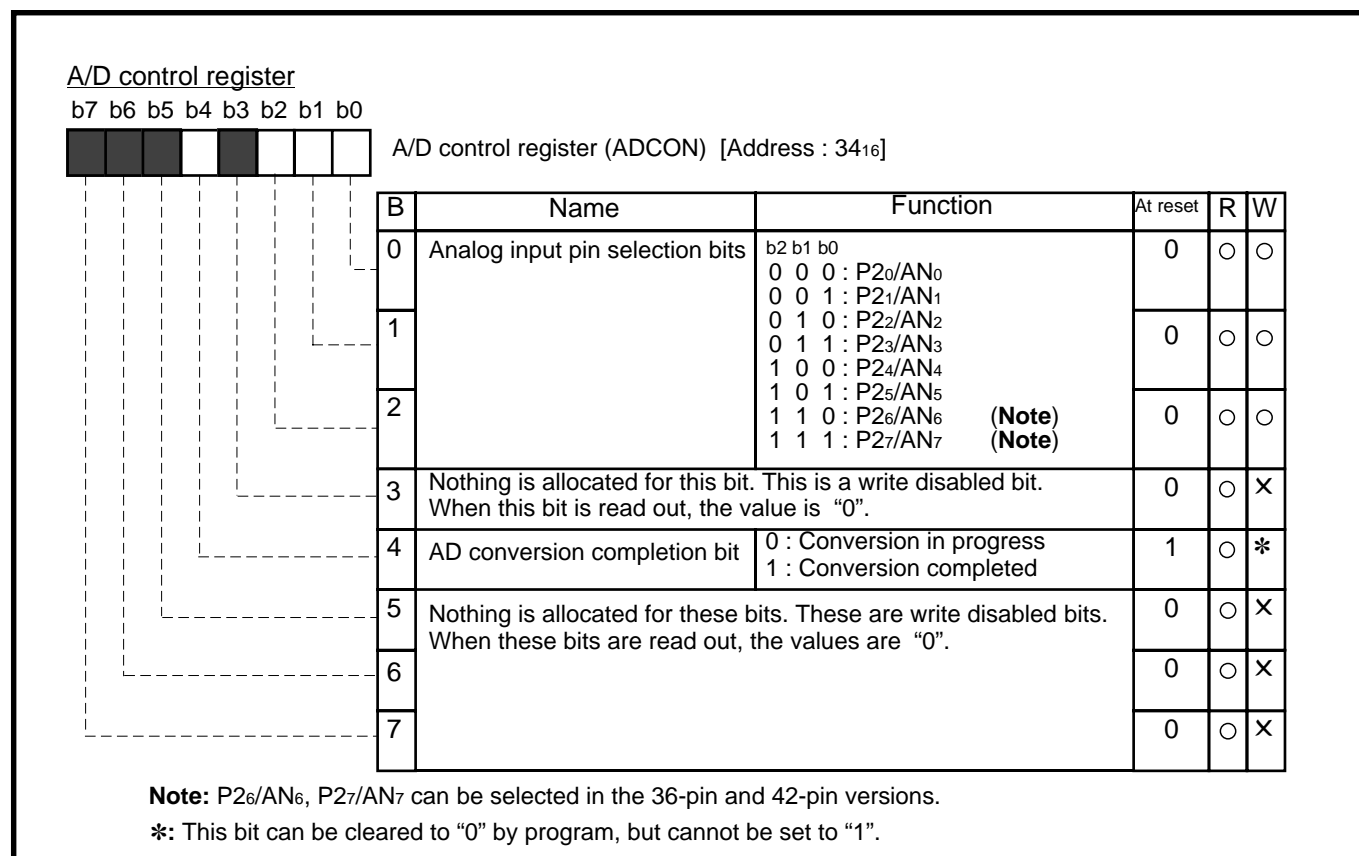 A/D control register
b7 b6 b5 b4 b3 b2 b1 b0
A/D control register (ADCON) [Address : 3416]
B Name Function At reset R W
0 Analog input pin selection bits b2 b1 b0 0 ○ ○
0 0 0 : P20/AN0
0 0 1 : P21/AN1
1 0 1 0 : P22/AN2 0 ○ ○
0 1 1 : P23/AN3
1 0 0 : P24/AN4
1 0 1 : P25/AN5
2 1 1 0 : P26/AN6 (Note) 0 ○ ○
1 1 1 : P27/AN7 (Note)
3 Nothing is allocated for this bit. This is a write disabled bit. 0 ○ ×
When this bit is read out, the value is “0”.
4 AD conversion completion bit 0 : Conversion in progress 1 ○ ✻
1 : Conversion completed
5 Nothing is allocated for these bits. These are write disabled bits. 0 ○ ×
When these bits are read out, the values are “0”.
6 0 ○ ×
7 0 ○ ×
Note: P26/AN6, P27/AN7 can be selected in the 36-pin and 42-pin versions.
✻: This bit can be cleared to “0” by program, but cannot be set to “1”.